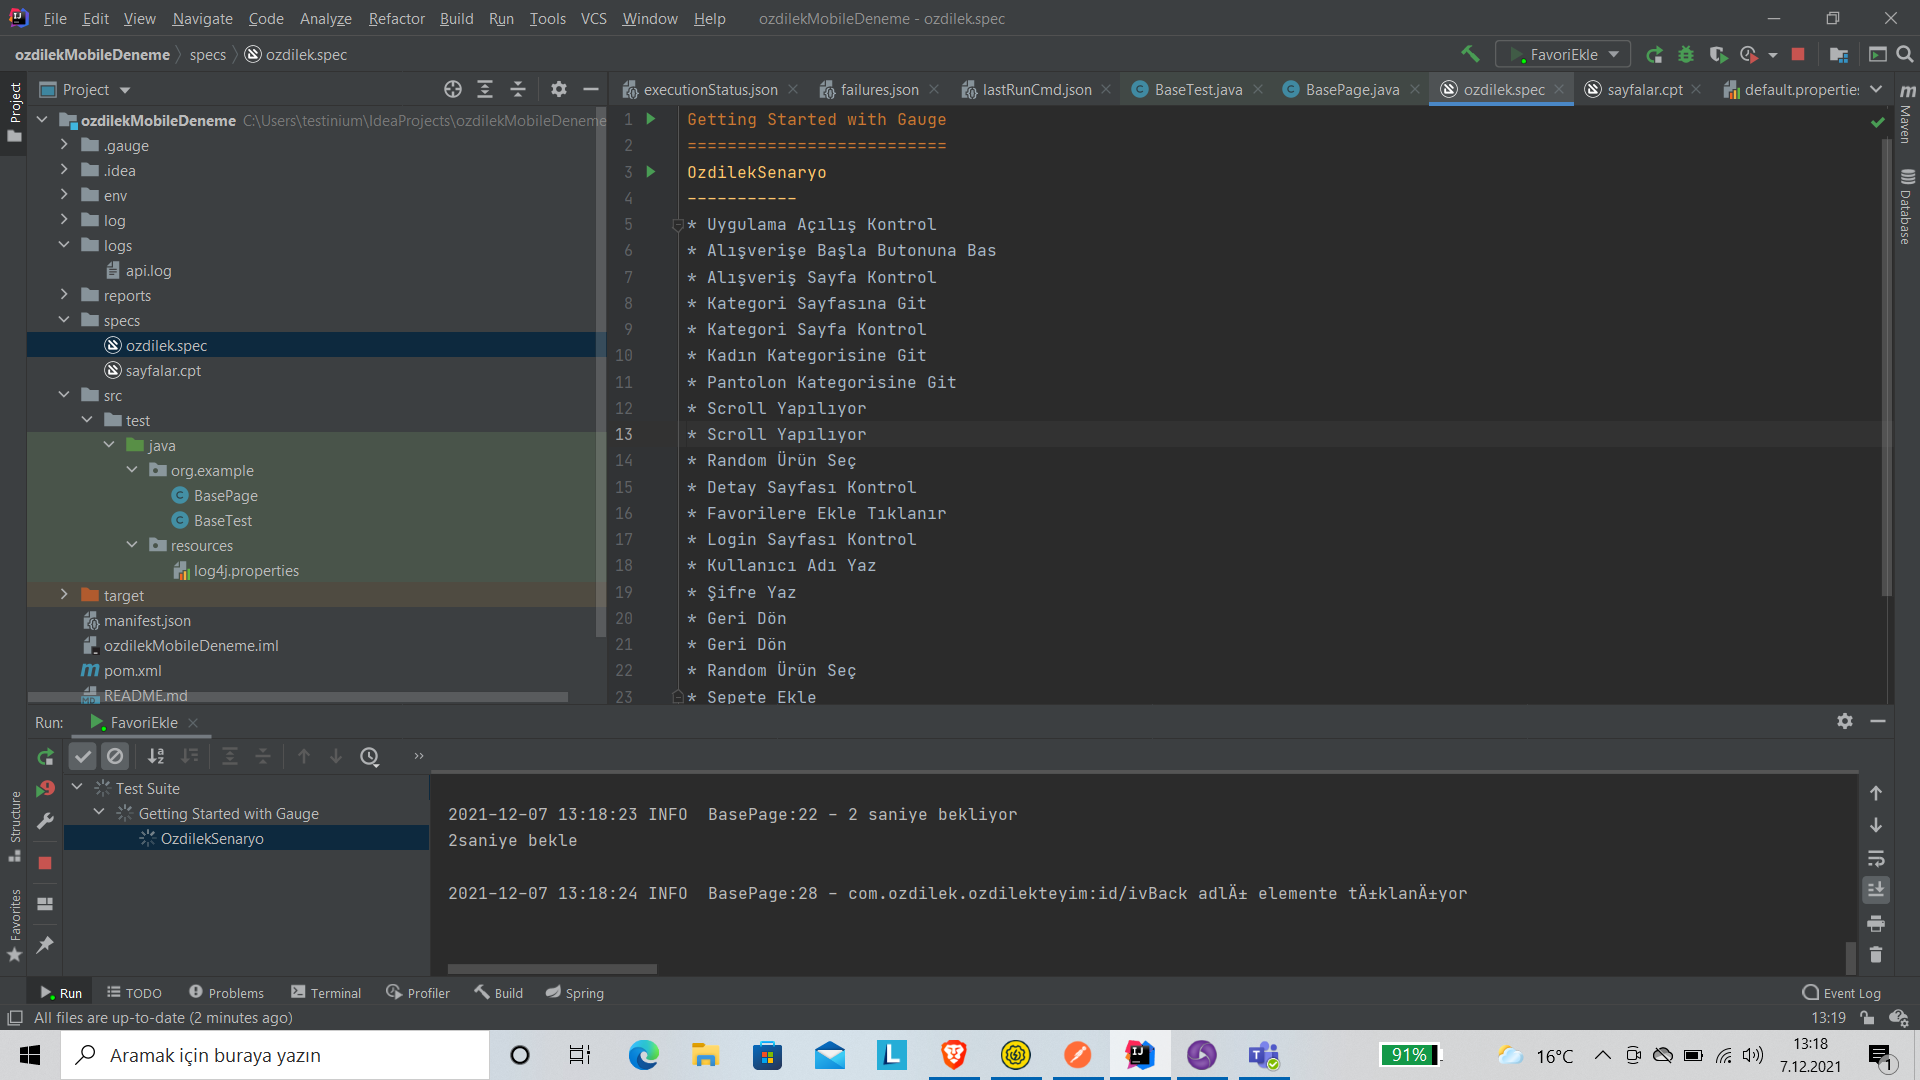 File Edit View Navigate Code Analyze Refactor Build Run Tools VCS Window Help ozdilekMobileDeneme - ozdilek.spec
ozdilekMobileDeneme specs ozdilek.spec FavoriEkle
Project
executionStatus.json failures.json lastRunCmd.json BaseTest.java BasePage.java ozdilek.spec sayfalar.cpt default.properties
Project
ozdilekMobileDeneme C:\Users\testinium\IdeaProjects\ozdilekMobileDeneme
.gauge
.idea
env
log
logs
api.log
reports
specs
ozdilek.spec
sayfalar.cpt
src
test
java
org.example
BasePage
BaseTest
resources
log4j.properties
target
manifest.json
ozdilekMobileDeneme.iml
pom.xml
README.md
1 Getting Started with Gauge
2 ==========================
3 OzdilekSenaryo
4 -----------
5 * Uygulama Açılış Kontrol
6 * Alışverişe Başla Butonuna Bas
7 * Alışveriş Sayfa Kontrol
8 * Kategori Sayfasına Git
9 * Kategori Sayfa Kontrol
10 * Kadın Kategorisine Git
11 * Pantolon Kategorisine Git
12 * Scroll Yapılıyor
13 * Scroll Yapılıyor
14 * Random Ürün Seç
15 * Detay Sayfası Kontrol
16 * Favorilere Ekle Tıklanır
17 * Login Sayfası Kontrol
18 * Kullanıcı Adı Yaz
19 * Şifre Yaz
20 * Geri Dön
21 * Geri Dön
22 * Random Ürün Seç
23 * Sepete Ekle
Maven
Database
Run: FavoriEkle
Test Suite
Getting Started with Gauge
OzdilekSenaryo
2021-12-07 13:18:23 INFO BasePage:22 - 2 saniye bekliyor
2saniye bekle
2021-12-07 13:18:24 INFO BasePage:28 - com.ozdilek.ozdilekteyim:id/ivBack adlÄ± elemente tÄ±klanÄ±yor
Structure
Favorites
Run TODO Problems Terminal Profiler Build Spring Event Log
All files are up-to-date (2 minutes ago) 13:19
Aramak için buraya yazın
91% 16°C
13:18
7.12.2021
1